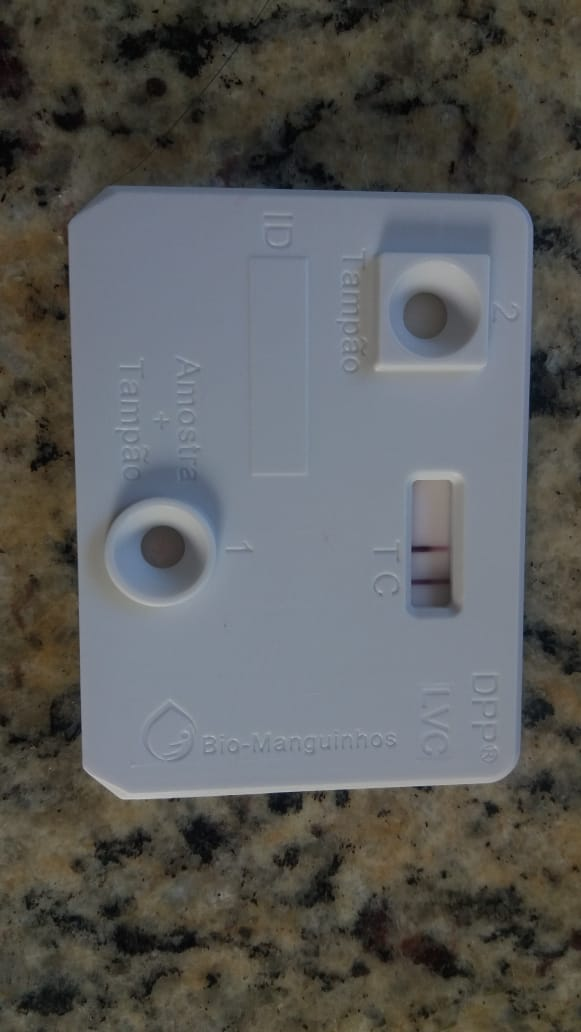 DPP®
LVC
Bio-Manguinhos
T C
2
Tampão
ID
1
Amostra
+
Tampão